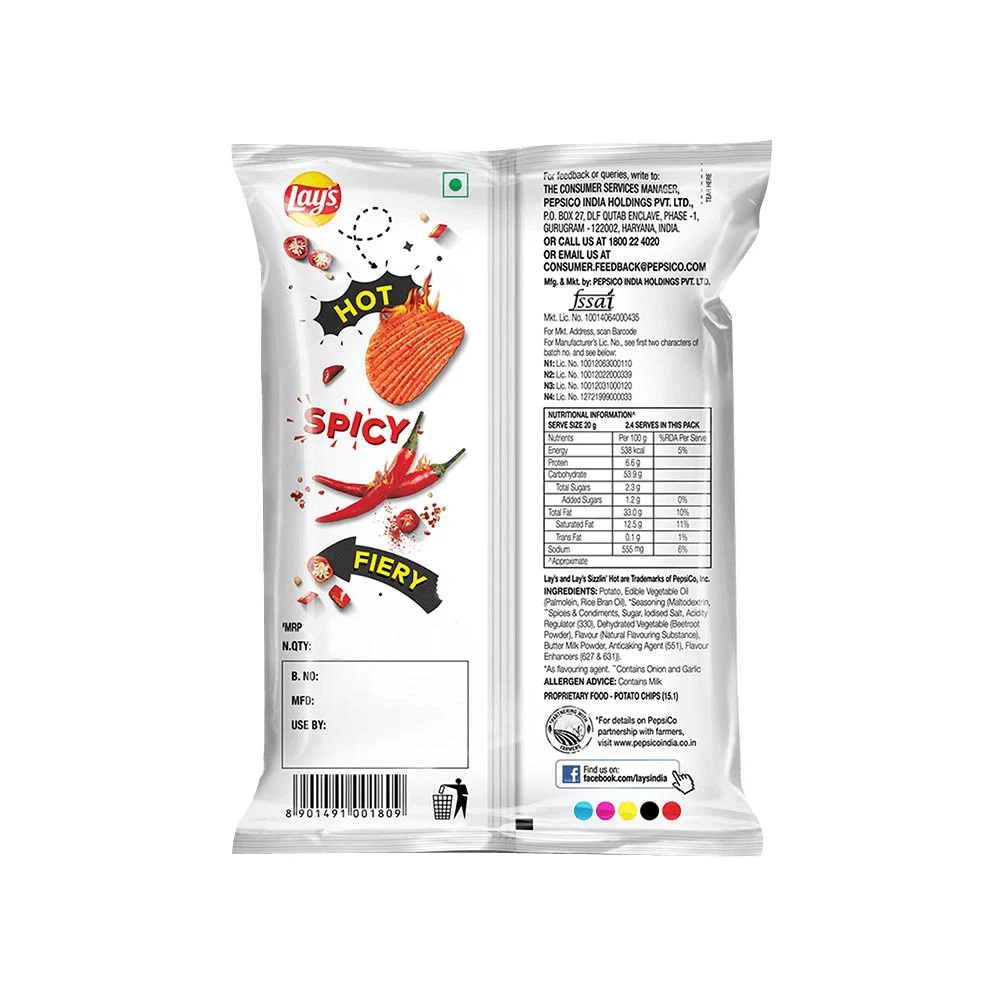 Lay's
HOT
SPICY
FIERY
#MRP
N.QTY:
B. NO:
MFD:
USE BY:
8 901491 001809
TEAR HERE
For feedback or queries, write to:
THE CONSUMER SERVICES MANAGER,
PEPSICO INDIA HOLDINGS PVT. LTD.,
P.O. BOX 27, DLF QUTAB ENCLAVE, PHASE -1,
GURUGRAM - 122002, HARYANA, INDIA.
OR CALL US AT 1800 22 4020
OR EMAIL US AT
CONSUMER.FEEDBACK@PEPSICO.COM
Mfg. & Mkt. by: PEPSICO INDIA HOLDINGS PVT. LTD.
fssai
Mkt. Lic. No. 10014064000435
For Mkt. Address, scan Barcode
For Manufacturer's Lic. No., see first two characters of
batch no. and see below:
N1: Lic. No. 10012063000110
N2: Lic. No. 10012022000339
N3: Lic. No. 10012031000120
N4: Lic. No. 12721999000033
NUTRITIONAL INFORMATION^
SERVE SIZE 20 g 2.4 SERVES IN THIS PACK
Nutrients Per 100 g %RDA Per Serve
Energy 538 kcal 5%
Protein 6.6 g
Carbohydrate 53.9 g
Total Sugars 2.3 g
Added Sugars 1.2 g 0%
Total Fat 33.0 g 10%
Saturated Fat 12.5 g 11%
Trans Fat 0.1 g 1%
Sodium 555 mg 6%
^Approximate
Lay's and Lay's Sizzlin' Hot are Trademarks of PepsiCo, Inc.
INGREDIENTS: Potato, Edible Vegetable Oil
(Palmolein, Rice Bran Oil), *Seasoning (Maltodextrin,
~Spices & Condiments, Sugar, Iodised Salt, Acidity
Regulator (330), Dehydrated Vegetable (Beetroot
Powder), Flavour (Natural Flavouring Substance),
Butter Milk Powder, Anticaking Agent (551), Flavour
Enhancers (627 & 631)).
*As flavouring agent. ~Contains Onion and Garlic
ALLERGEN ADVICE: Contains Milk
PROPRIETARY FOOD - POTATO CHIPS (15.1)
*PARTNERING WITH FARMERS
*For details on PepsiCo
partnership with farmers,
visit www.pepsicoindia.co.in
f Find us on:
facebook.com/laysindia